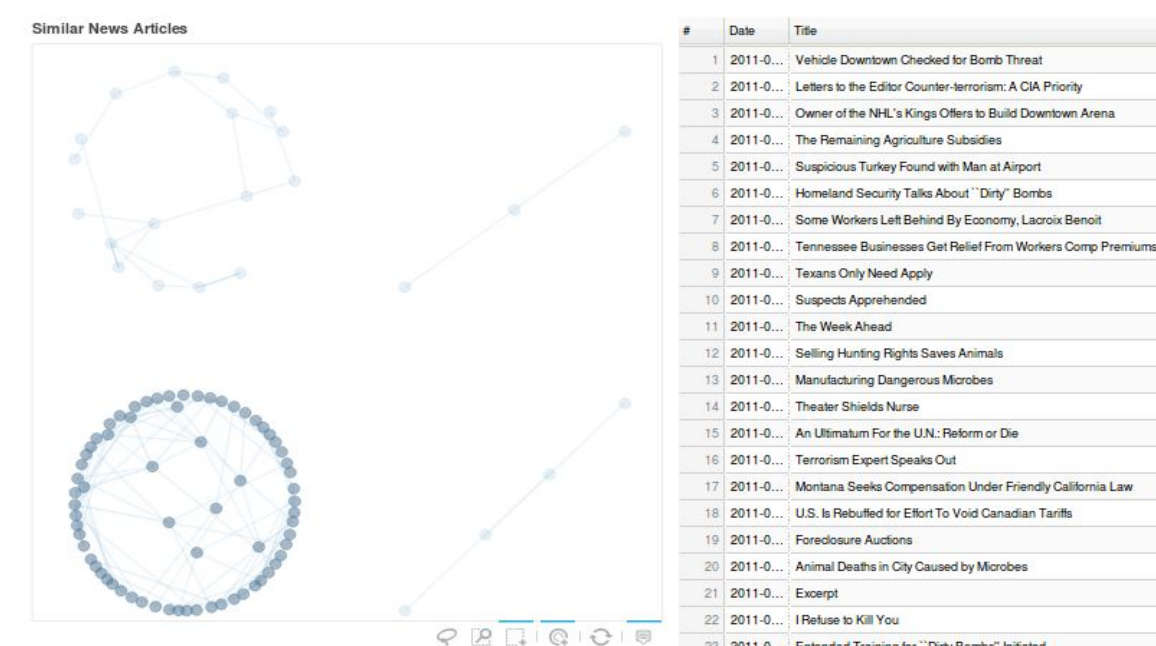 Similar News Articles
# Date Title
1 2011-0... Vehicle Downtown Checked for Bomb Threat
2 2011-0... Letters to the Editor Counter-terrorism: A CIA Priority
3 2011-0... Owner of the NHL's Kings Offers to Build Downtown Arena
4 2011-0... The Remaining Agriculture Subsidies
5 2011-0... Suspicious Turkey Found with Man at Airport
6 2011-0... Homeland Security Talks About ``Dirty'' Bombs
7 2011-0... Some Workers Left Behind By Economy, Lacroix Benoit
8 2011-0... Tennessee Businesses Get Relief From Workers Comp Premiums
9 2011-0... Texans Only Need Apply
10 2011-0... Suspects Apprehended
11 2011-0... The Week Ahead
12 2011-0... Selling Hunting Rights Saves Animals
13 2011-0... Manufacturing Dangerous Microbes
14 2011-0... Theater Shields Nurse
15 2011-0... An Ultimatum For the U.N.: Reform or Die
16 2011-0... Terrorism Expert Speaks Out
17 2011-0... Montana Seeks Compensation Under Friendly California Law
18 2011-0... U.S. Is Rebuffed for Effort To Void Canadian Tariffs
19 2011-0... Foreclosure Auctions
20 2011-0... Animal Deaths in City Caused by Microbes
21 2011-0... Excerpt
22 2011-0... I Refuse to Kill You
23 2011-0... Extended Training for ``Dirty Bombs'' Initiated